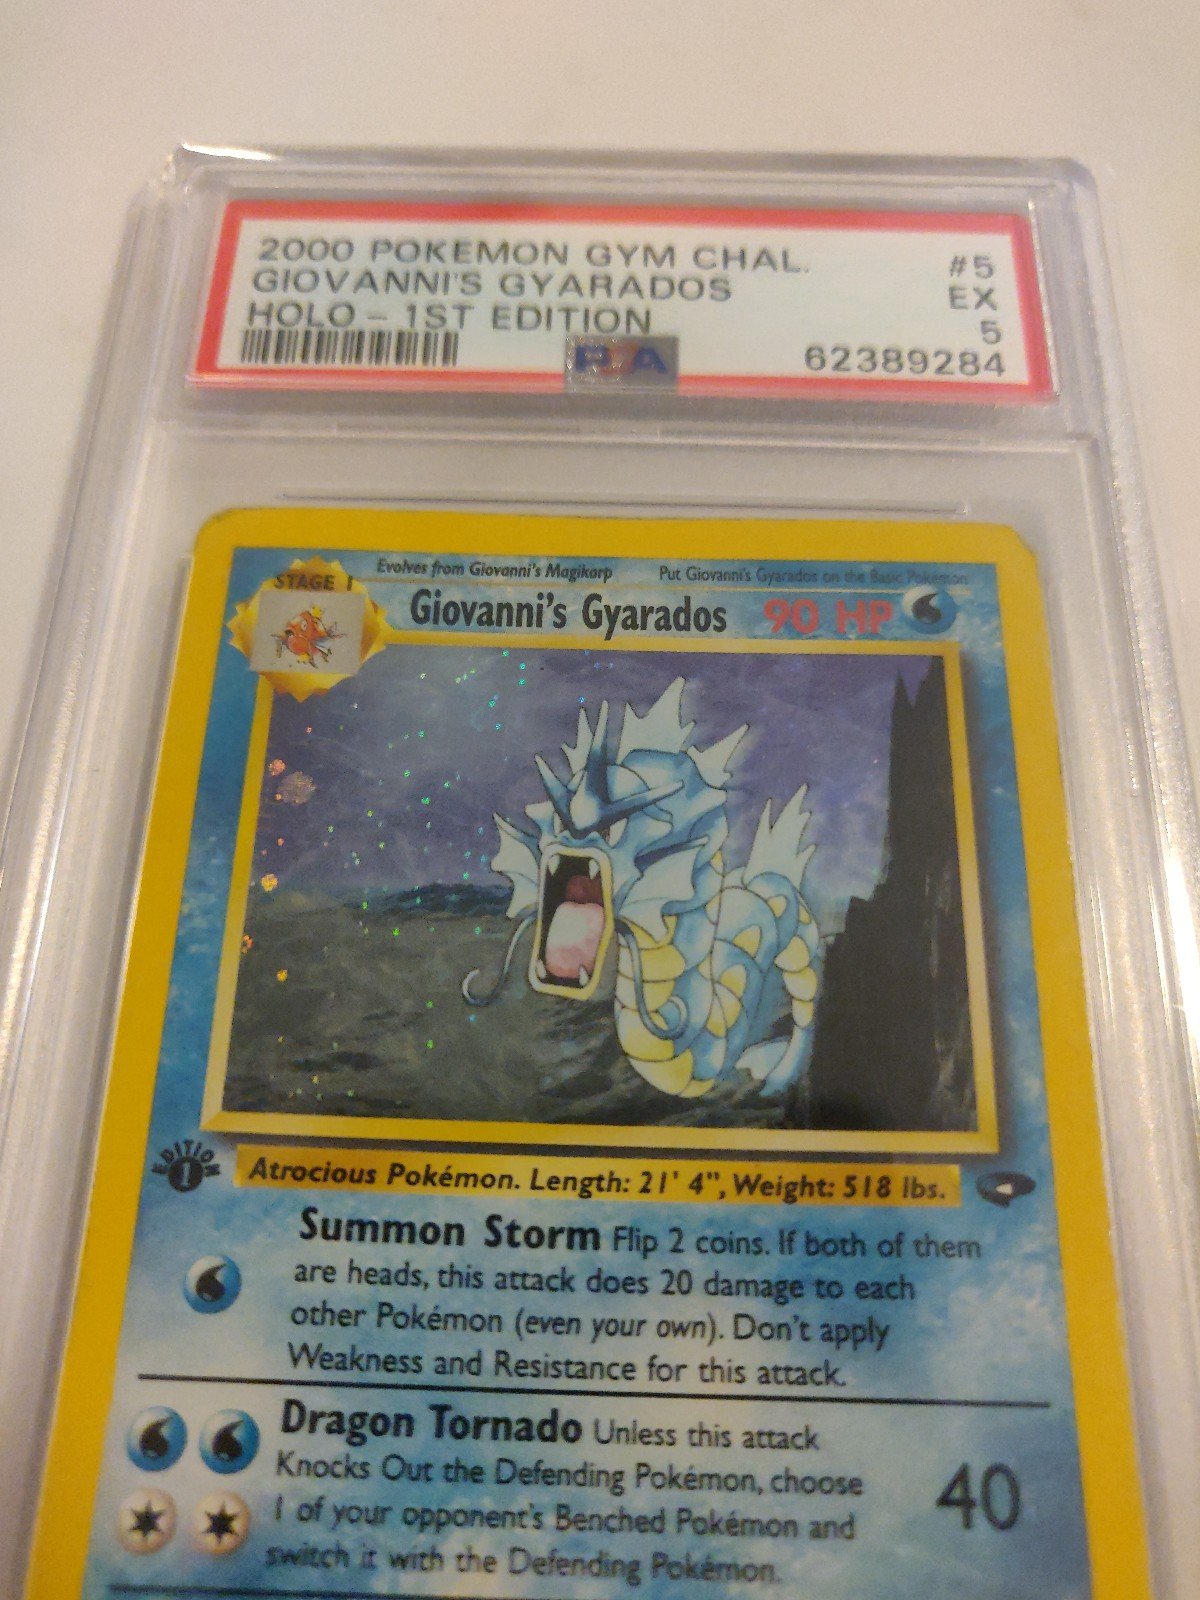 2000 POKEMON GYM CHAL. #5
GIOVANNI'S GYARADOS EX
HOLO - 1ST EDITION 5
PSA 62389284
STAGE 1 Evolves from Giovanni's Magikarp Put Giovanni's Gyarados on the Basic Pokémon
Giovanni's Gyarados 90 HP
EDITION 1
Atrocious Pokémon. Length: 21' 4", Weight: 518 lbs.
Summon Storm Flip 2 coins. If both of them
are heads, this attack does 20 damage to each
other Pokémon (even your own). Don't apply
Weakness and Resistance for this attack.
Dragon Tornado Unless this attack
Knocks Out the Defending Pokémon, choose
1 of your opponent's Benched Pokémon and
switch it with the Defending Pokémon.
40